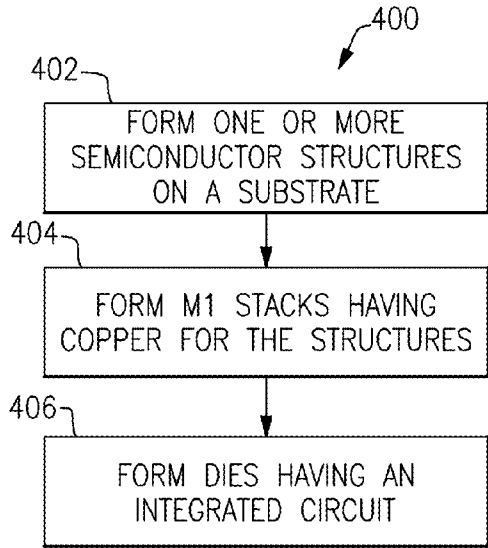 400
402
FORM ONE OR MORE
SEMICONDUCTOR STRUCTURES
ON A SUBSTRATE
404
FORM M1 STACKS HAVING
COPPER FOR THE STRUCTURES
406
FORM DIES HAVING AN
INTEGRATED CIRCUIT